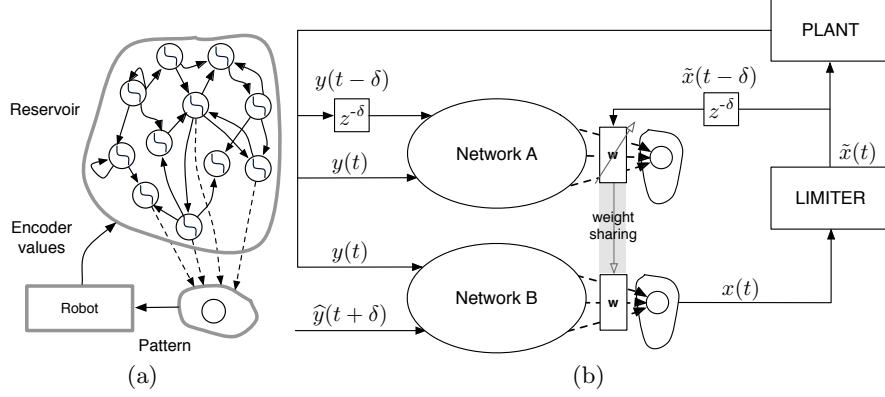 Reservoir
Encoder
values
Robot
Pattern
(a)
PLANT
y(t − δ)
z^{-δ}
x̃(t − δ)
z^{-δ}
Network A
w
y(t)
x̃(t)
LIMITER
weight
sharing
y(t)
Network B
w
x(t)
ŷ(t + δ)
(b)